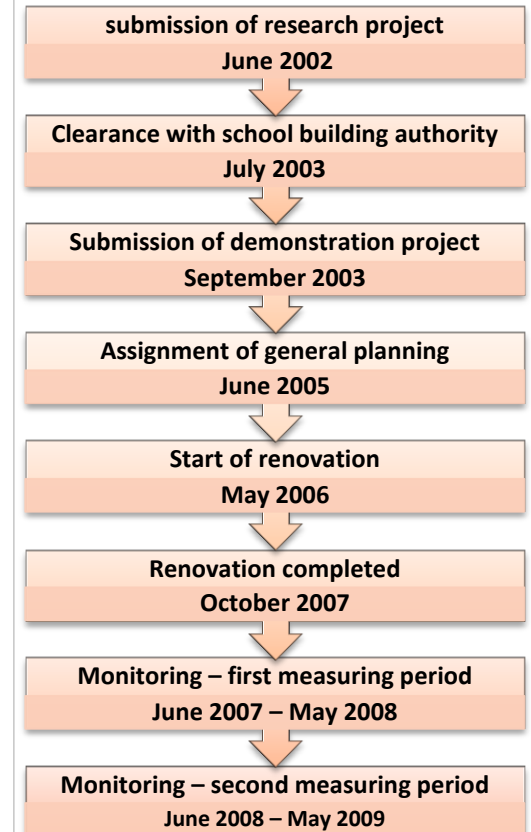 submission of research project
June 2002
Clearance with school building authority
July 2003
Submission of demonstration project
September 2003
Assignment of general planning
June 2005
Start of renovation
May 2006
Renovation completed
October 2007
Monitoring – first measuring period
June 2007 – May 2008
Monitoring – second measuring period
June 2008 – May 2009